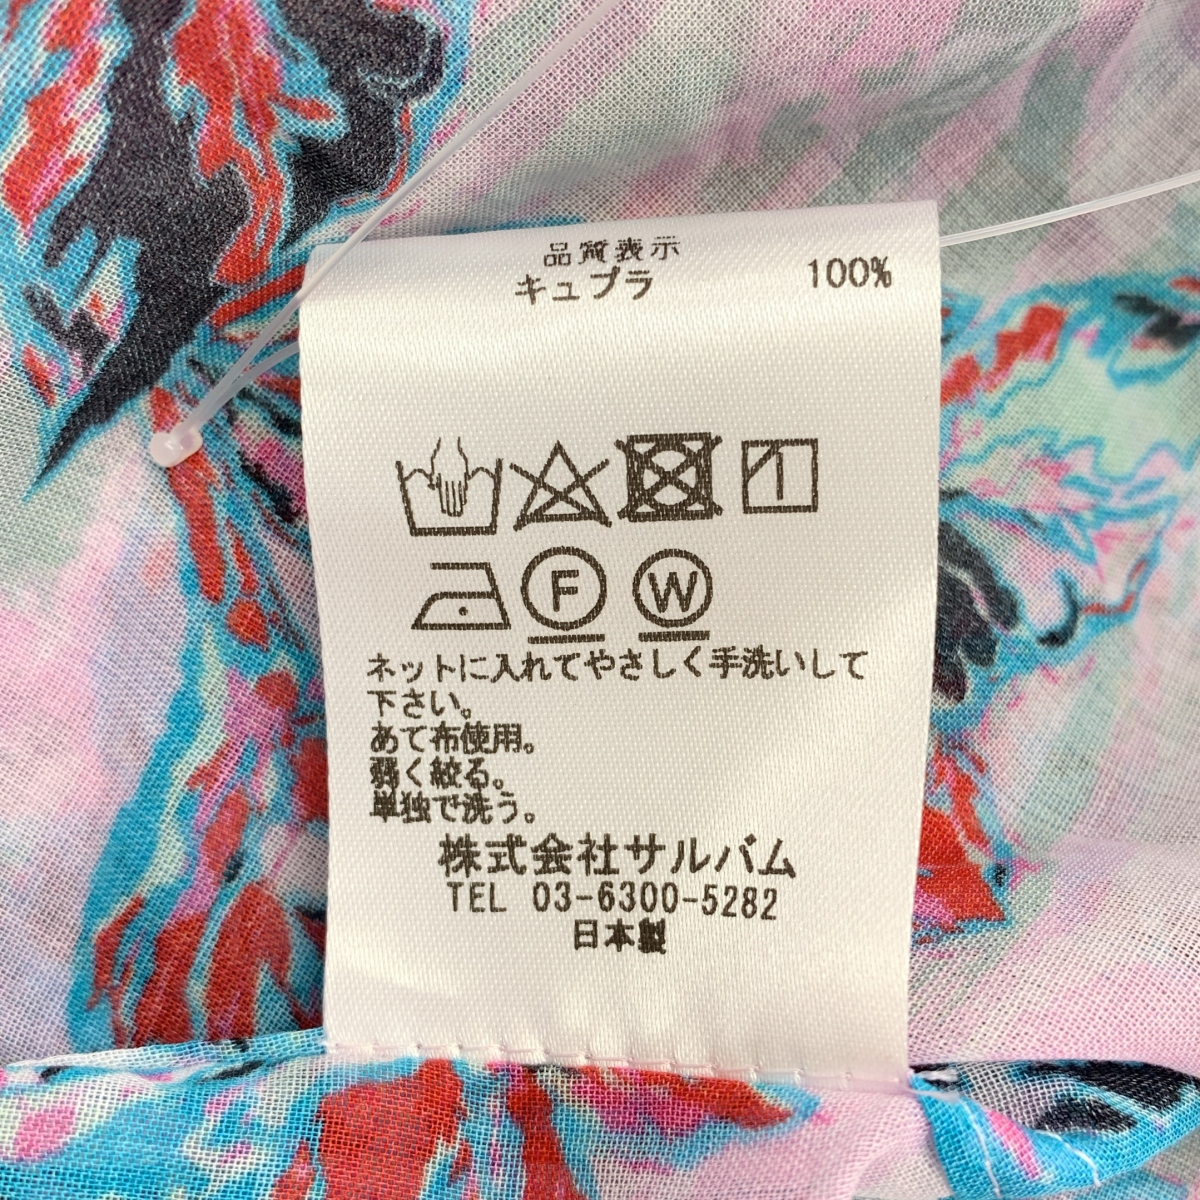 品質表示
キュプラ 100%
F W
ネットに入れてやさしく手洗いして
下さい。
あて布使用。
弱く絞る。
単独で洗う。
株式会社サルバム
TEL 03-6300-5282
日本製